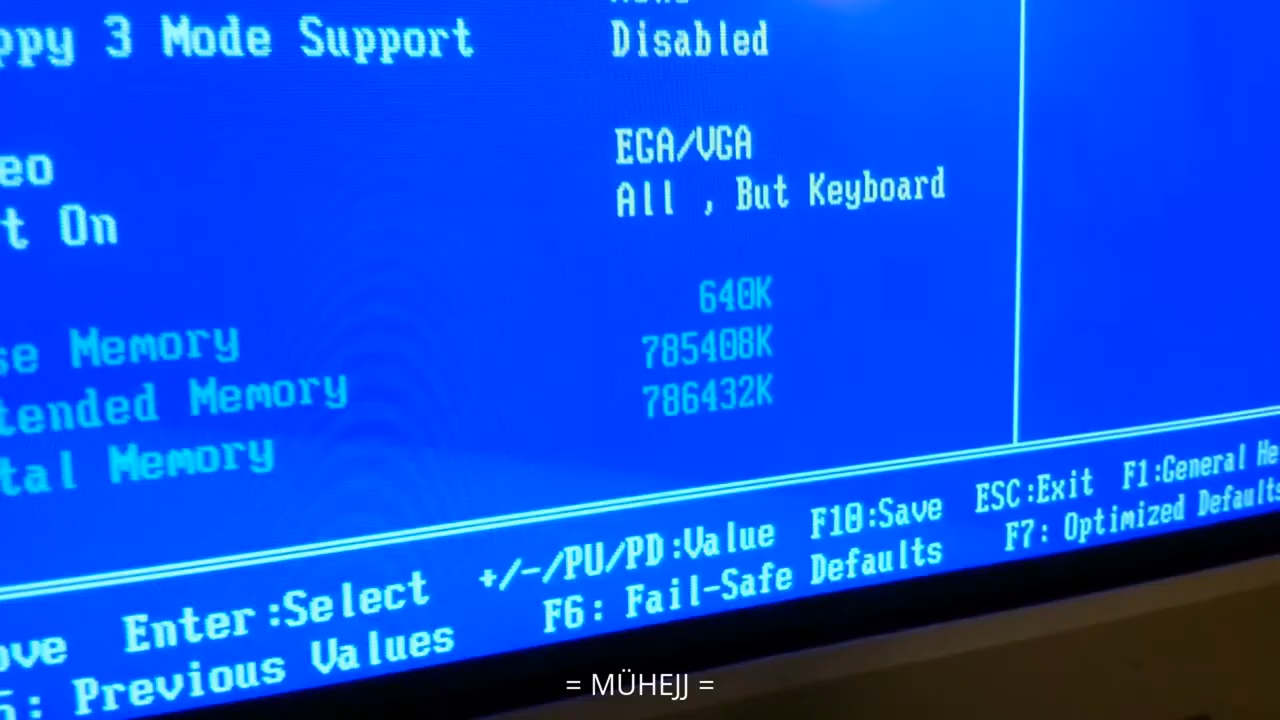 ppy 3 Mode Support Disabled
eo EGA/VGA
t On All , But Keyboard
se Memory 640K
tended Memory 785408K
tal Memory 786432K
ove Enter:Select +/-/PU/PD:Value F10:Save ESC:Exit F1:General He
5: Previous Values F6: Fail-Safe Defaults F7: Optimized Defaults
= MÜHEJJ =